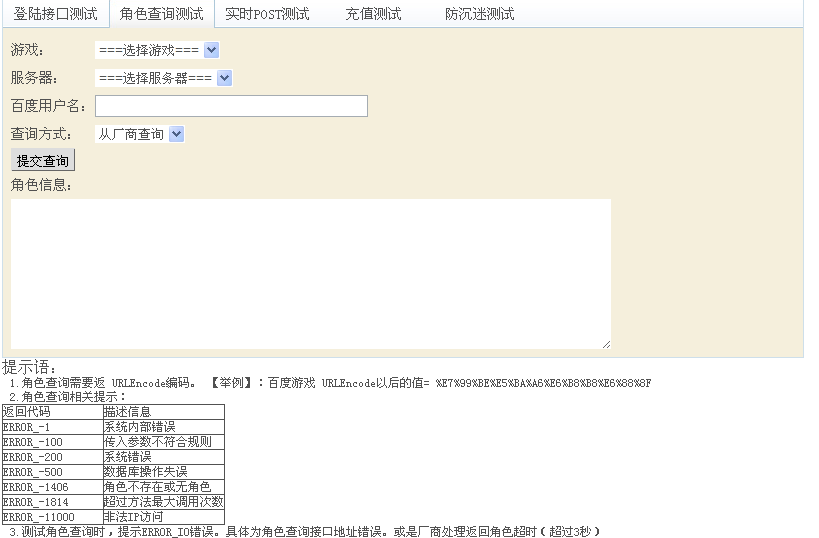 登陆接口测试 角色查询测试 实时POST测试 充值测试 防沉迷测试
游戏： ===选择游戏===
服务器： ===选择服务器===
百度用户名：
查询方式： 从厂商查询
提交查询
角色信息：
提示语：
1.角色查询需要返 URLEncode编码。 【举例】：百度游戏 URLEncode以后的值= %E7%99%BE%E5%BA%A6%E6%B8%B8%E6%88%8F
2.角色查询相关提示：
返回代码 描述信息
ERROR_-1 系统内部错误
ERROR_-100 传入参数不符合规则
ERROR_-200 系统错误
ERROR_-500 数据库操作失误
ERROR_-1406 角色不存在或无角色
ERROR_-1814 超过方法最大调用次数
ERROR_-11000 非法IP访问
3.测试角色查询时，提示ERROR_IO错误。具体为角色查询接口地址错误。或是厂商处理返回角色超时（超过3秒）